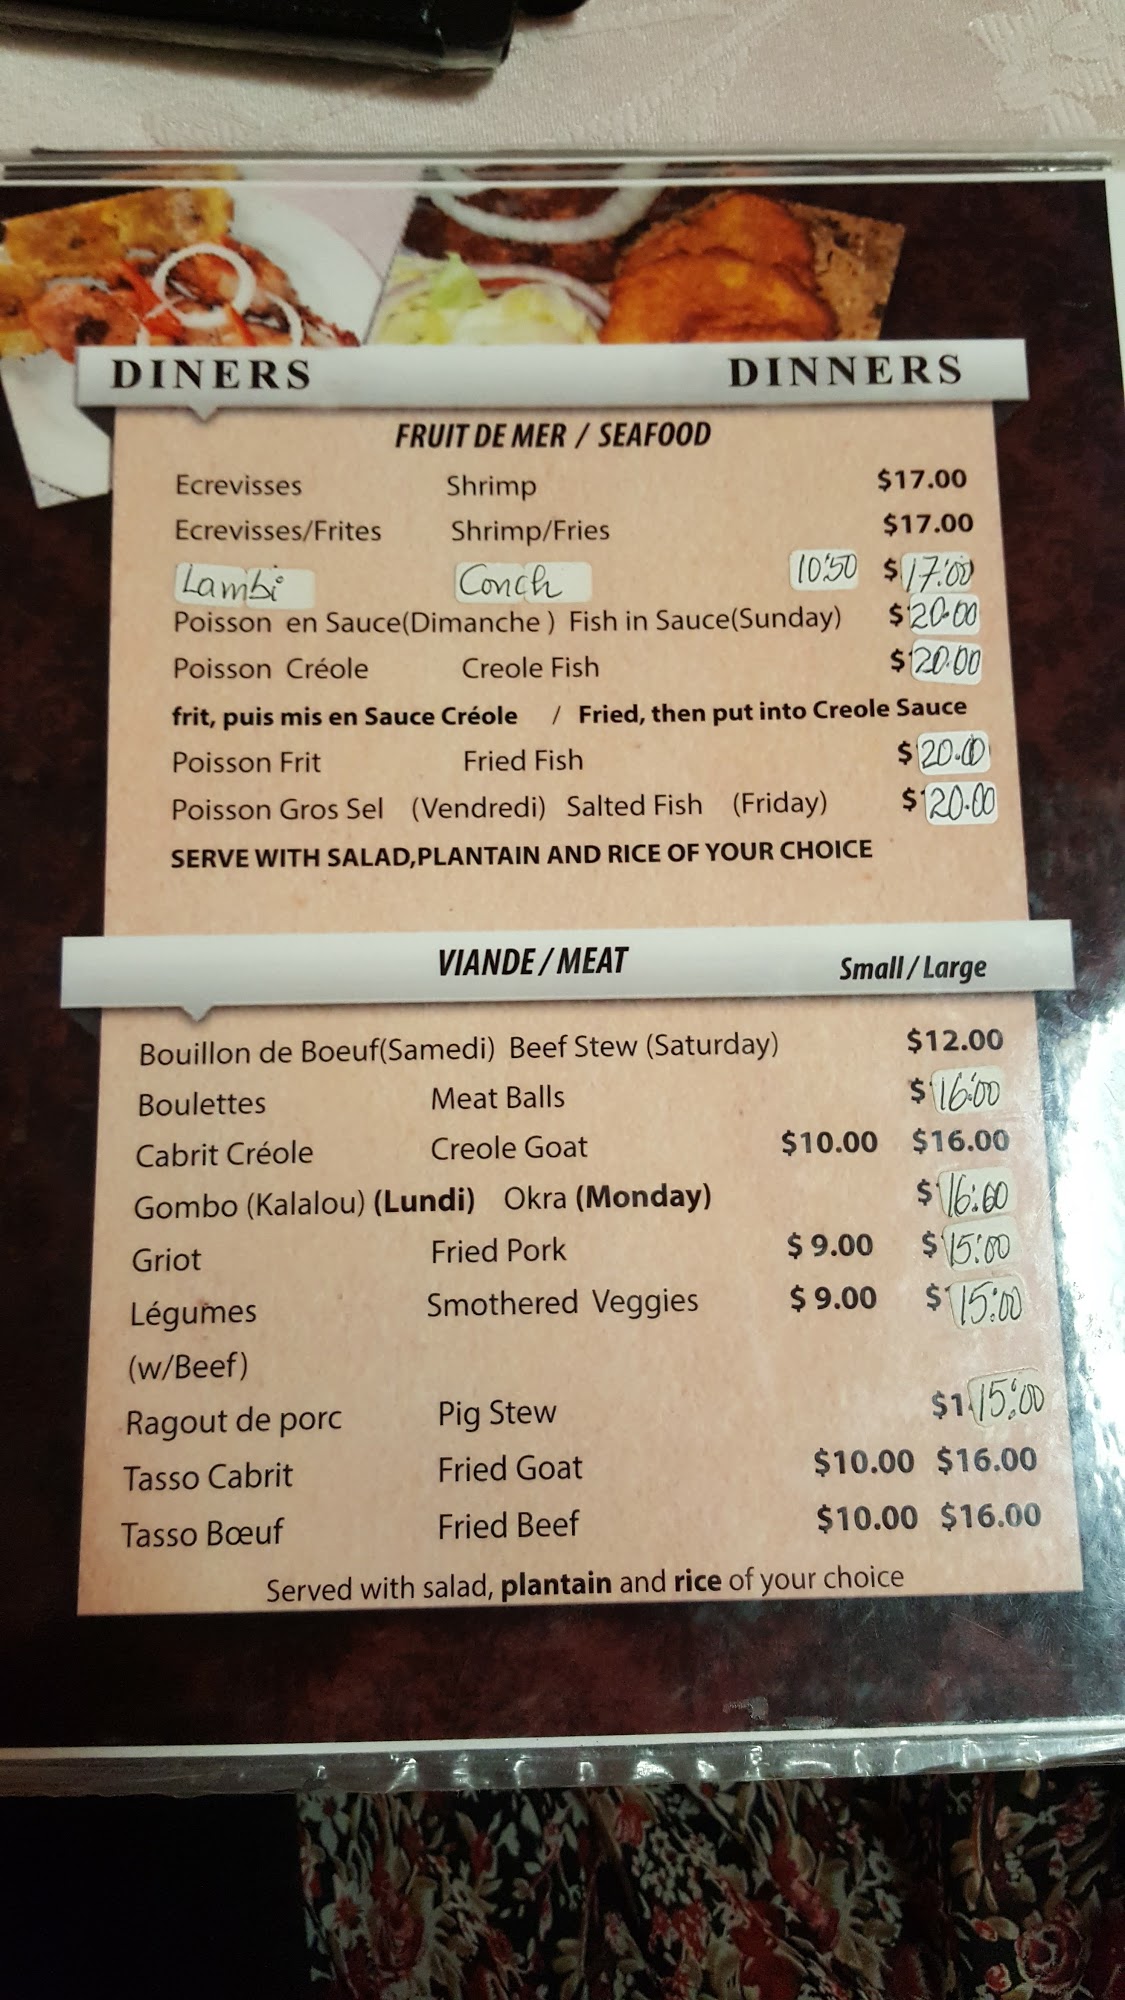 DINERS DINNERS
FRUIT DE MER / SEAFOOD
Ecrevisses Shrimp $17.00
Ecrevisses/Frites Shrimp/Fries $17.00
Lambi Conch 10:50 $17:00
Poisson en Sauce(Dimanche) Fish in Sauce(Sunday) $20.00
Poisson Créole Creole Fish $20.00
frit, puis mis en Sauce Créole / Fried, then put into Creole Sauce
Poisson Frit Fried Fish $20.00
Poisson Gros Sel (Vendredi) Salted Fish (Friday) $20.00
SERVE WITH SALAD,PLANTAIN AND RICE OF YOUR CHOICE
VIANDE/MEAT Small/Large
Bouillon de Boeuf(Samedi) Beef Stew (Saturday) $12.00
Boulettes Meat Balls $16:00
Cabrit Créole Creole Goat $10.00 $16.00
Gombo (Kalalou) (Lundi) Okra (Monday) $16:00
Griot Fried Pork $ 9.00 $15:00
Légumes Smothered Veggies $ 9.00 $15:00
(w/Beef)
Ragout de porc Pig Stew $1 15:00
Tasso Cabrit Fried Goat $10.00 $16.00
Tasso Bœuf Fried Beef $10.00 $16.00
Served with salad, plantain and rice of your choice